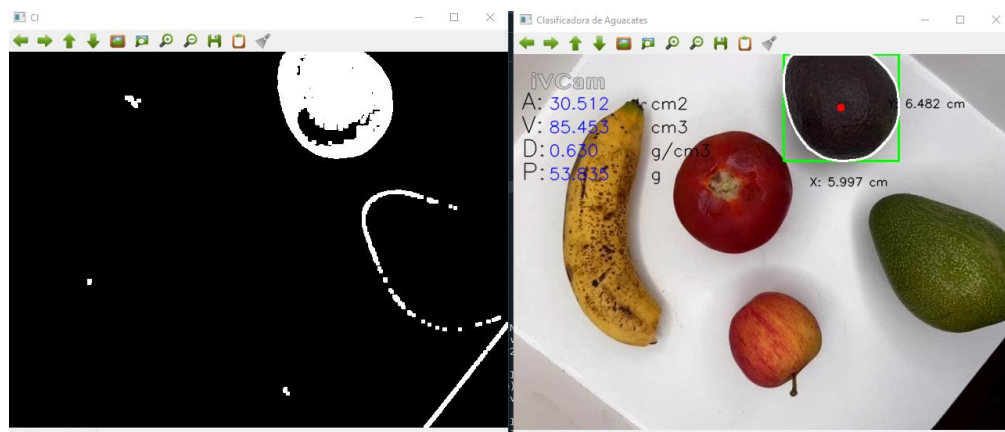 CI
Clasificadora de Aguacates
iVCam
A: 30.512 cm2
V: 85.453 cm3
D: 0.630 g/cm3
P: 53.835 g
Y: 6.482 cm
X: 5.997 cm